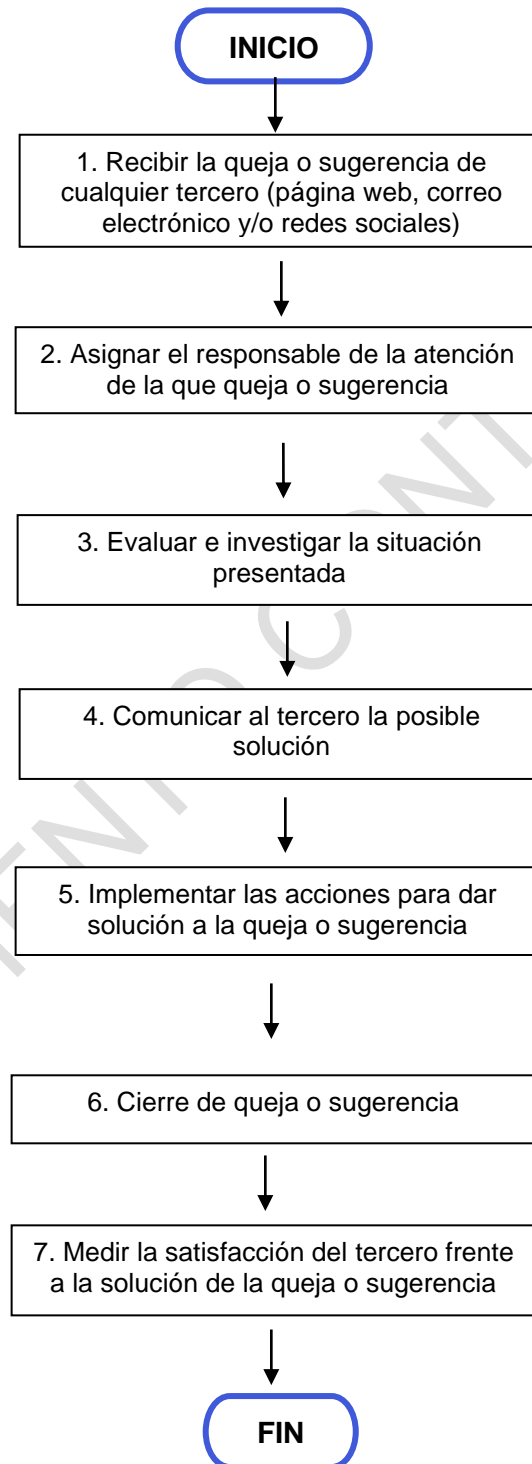 INICIO
1. Recibir la queja o sugerencia de
cualquier tercero (página web, correo
electrónico y/o redes sociales)
2. Asignar el responsable de la atención
de la que queja o sugerencia
3. Evaluar e investigar la situación
presentada
4. Comunicar al tercero la posible
solución
5. Implementar las acciones para dar
solución a la queja o sugerencia
6. Cierre de queja o sugerencia
7. Medir la satisfacción del tercero frente
a la solución de la queja o sugerencia
FIN